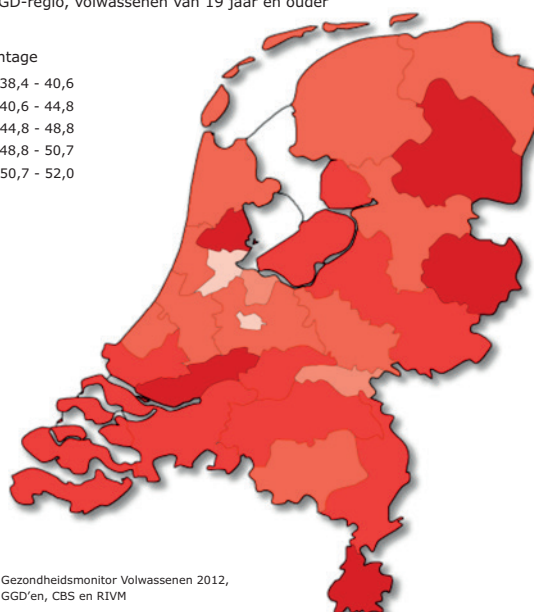 GD-regio, volwassenen van 19 jaar en ouder
ntage
38,4 - 40,6
40,6 - 44,8
44,8 - 48,8
48,8 - 50,7
50,7 - 52,0
Gezondheidsmonitor Volwassenen 2012,
GGD'en, CBS en RIVM